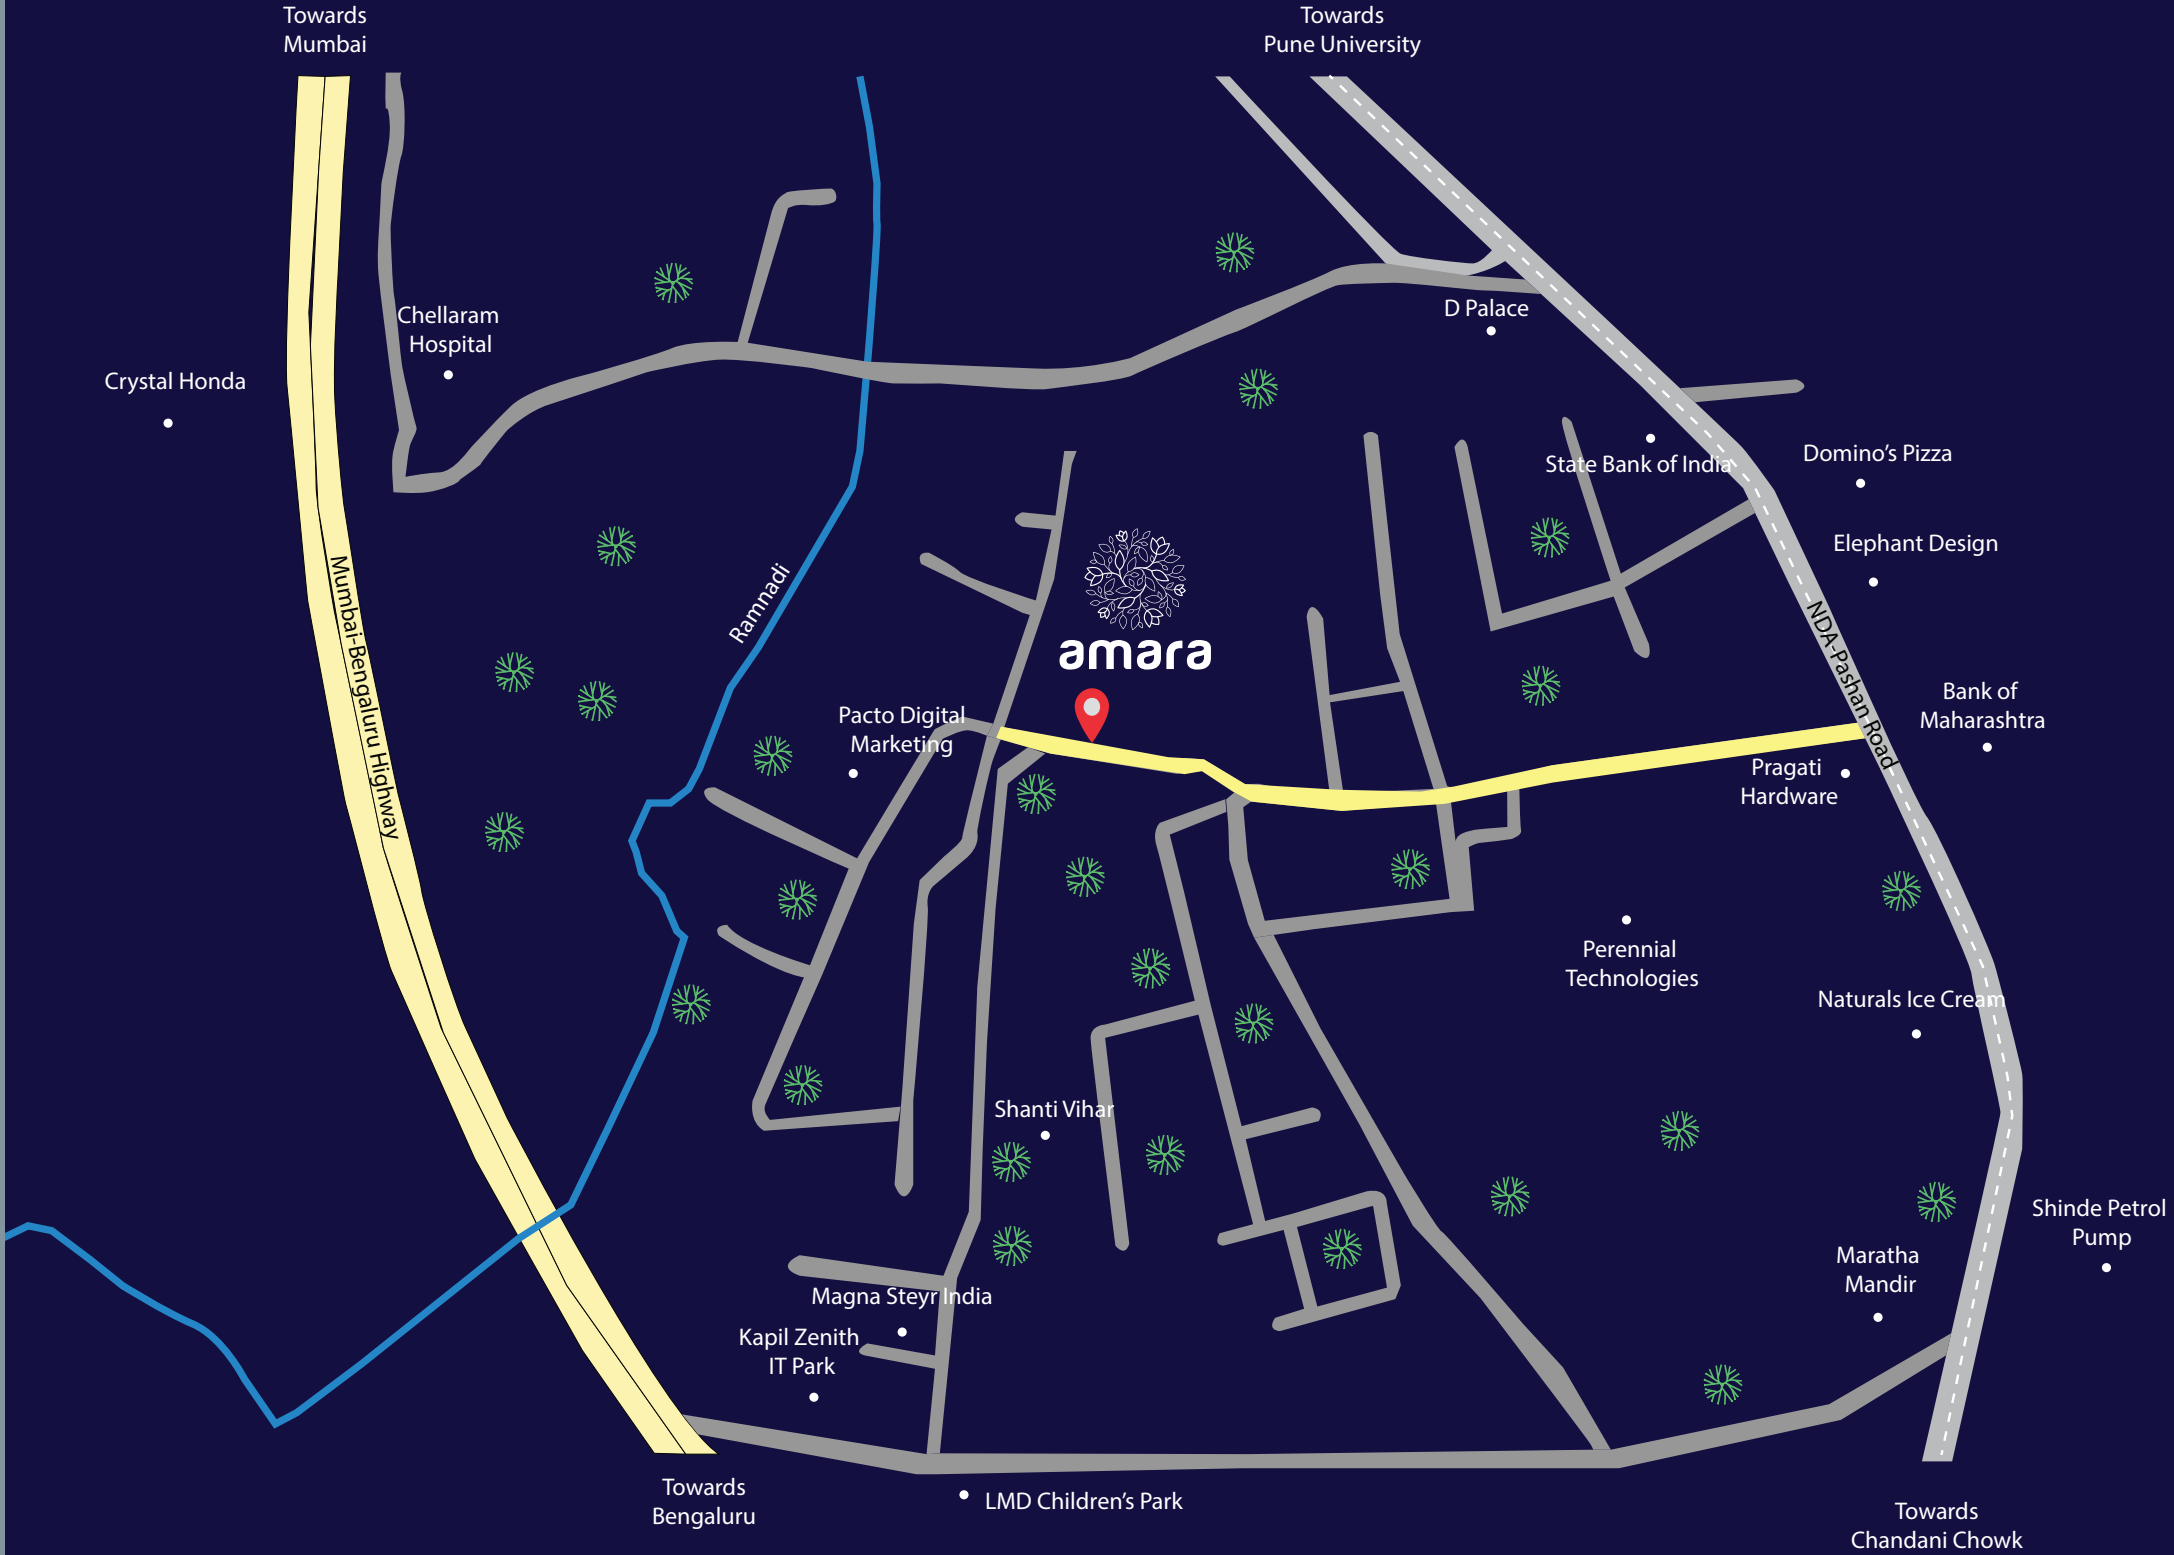 Towards
Mumbai
Towards
Pune University
Chellaram
Hospital
D Palace
Crystal Honda
State Bank of India
Domino's Pizza
Elephant Design
Mumbai-Bengaluru Highway
Ramnadi
amara
NDA-Pashan Road
Pacto Digital
Marketing
Bank of
Maharashtra
Pragati
Hardware
Perennial
Technologies
Naturals Ice Cream
Shanti Vihar
Shinde Petrol
Pump
Maratha
Mandir
Magna Steyr India
Kapil Zenith
IT Park
Towards
Bengaluru
LMD Children's Park
Towards
Chandani Chowk